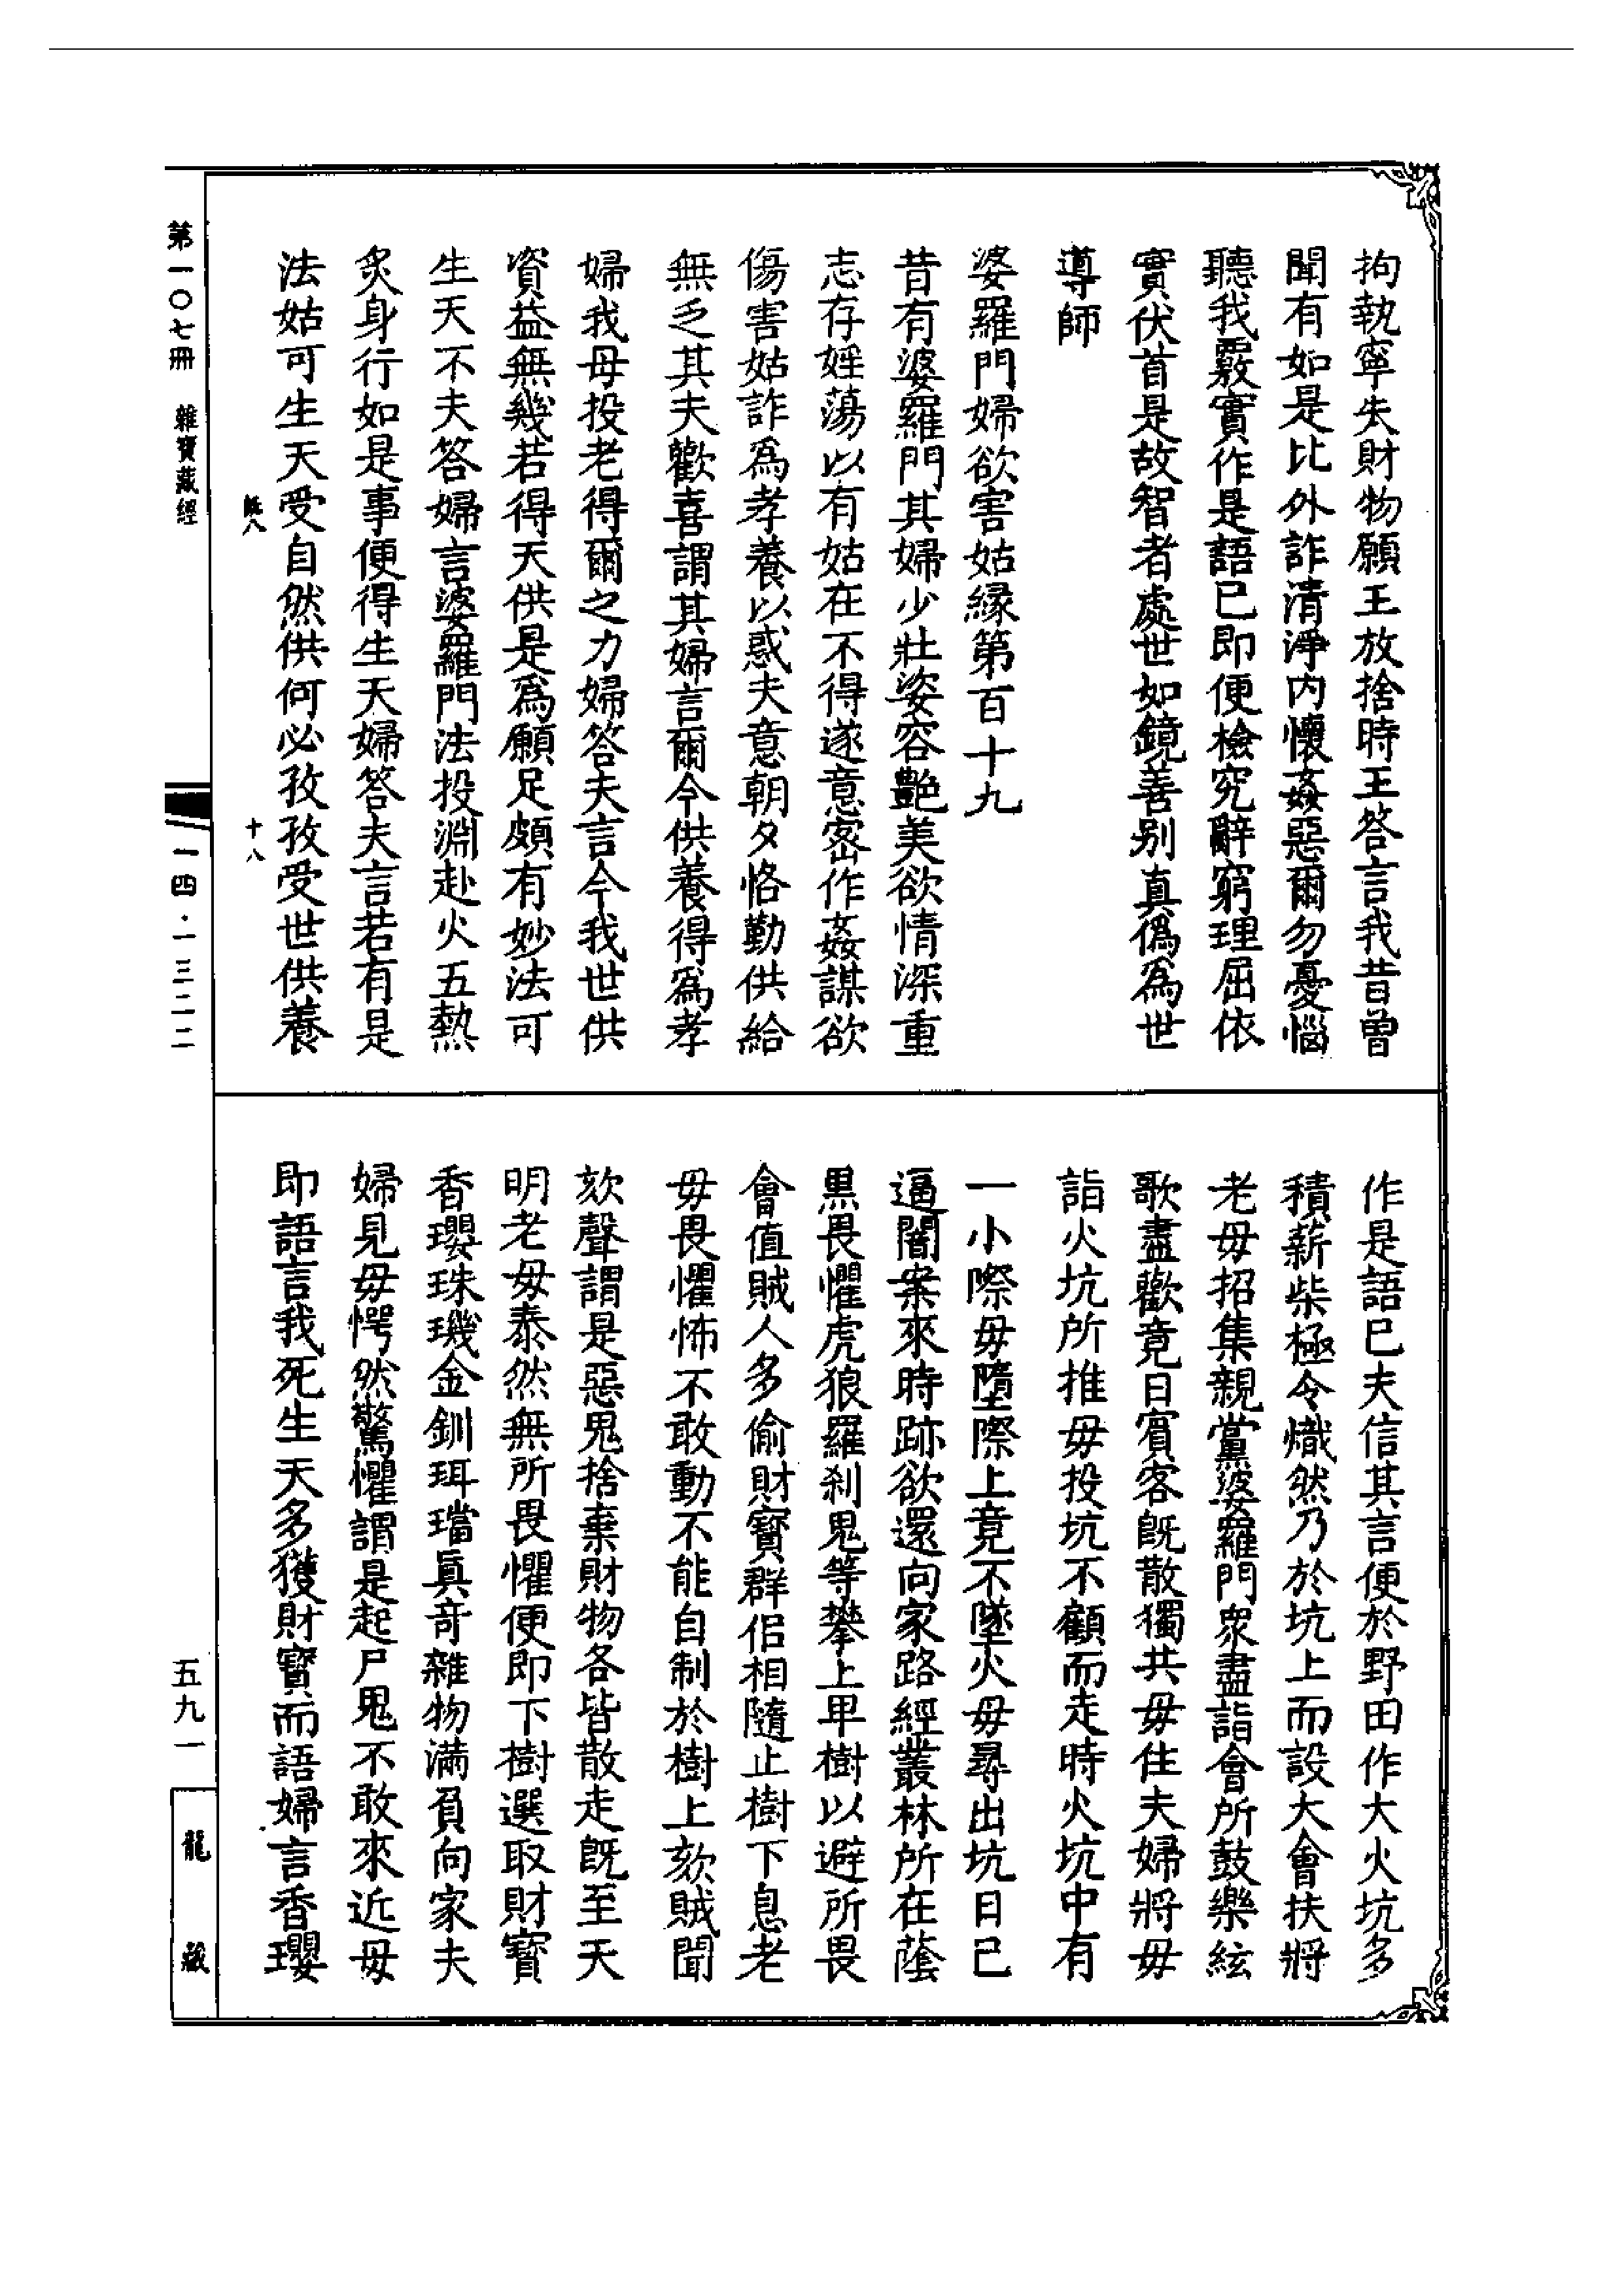 拘執寧失財物願王放捨時王答言我昔曾
聞有如是比外詐清淨内懷姦惡爾勿憂惱
聽我覈實作是語已即便檢究辭窮理屈依
實伏首是故智者處世如鏡善别真僞為世
導師
婆羅門婦欲害姑緣第百十九
昔有婆羅門其婦少壯姿容艷美欲情深重
志存婬蕩以有姑在不得遂意密作姦謀欲
傷害姑詐為孝養以惑夫意朝夕恪勤供給
無乏其夫歡喜謂其婦言爾今供養得為孝
婦我母投老得爾之力婦答夫言今我世供
資益無幾若得天供是為願足頗有妙法可
生天不夫答婦言婆羅門法投淵赴火五熱
炙身行如是事便得生天婦答夫言若有是
法姑可生天受自然供何必孜孜受世供養
作是語已夫信其言便於野田作大火坑多
積薪柴極令熾然乃於坑上而設大會扶將
老母招集親黨婆羅門衆盡詣會所鼓樂絃
歌盡歡竟日賓客旣散獨共母住夫婦將母
詣火坑所推母投坑不顧而走時火坑中有
一小隥母墮隥上竟不墜火母尋出坑日已
逼闇案來時跡欲還向家路經叢林所在蔭
黒畏懼虎狼羅刹鬼等攀上卑樹以避所畏
會值賊人多偷財寳群侣相隨止樹下息老
母畏懼怖不敢動不能自制於樹上欬賊聞
欬聲謂是惡鬼捨棄財物各皆散走旣至天
明老母泰然無所畏懼便即下樹選取財寳
香瓔珠璣金釧珥璫眞奇雜物滿負向家夫
婦見母愕然驚懼謂是起尸鬼不敢來近母
即語言我死生天多獲財寳而語婦言香瓔
第一〇七冊 雜寶藏經
旣八
十八
一四·一三二二
五九一
龍藏